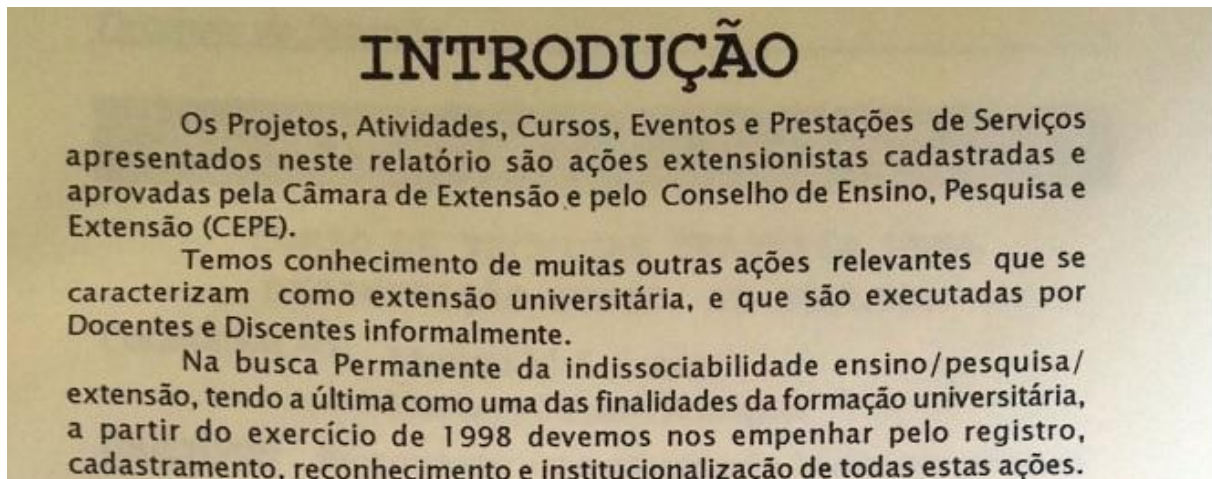 INTRODUÇÃO
Os Projetos, Atividades, Cursos, Eventos e Prestações de Serviços
apresentados neste relatório são ações extensionistas cadastradas e
aprovadas pela Câmara de Extensão e pelo Conselho de Ensino, Pesquisa e
Extensão (CEPE).
Temos conhecimento de muitas outras ações relevantes que se
caracterizam como extensão universitária, e que são executadas por
Docentes e Discentes informalmente.
Na busca Permanente da indissociabilidade ensino/pesquisa/
extensão, tendo a última como uma das finalidades da formação universitária,
a partir do exercício de 1998 devemos nos empenhar pelo registro,
cadastramento, reconhecimento e institucionalização de todas estas ações.